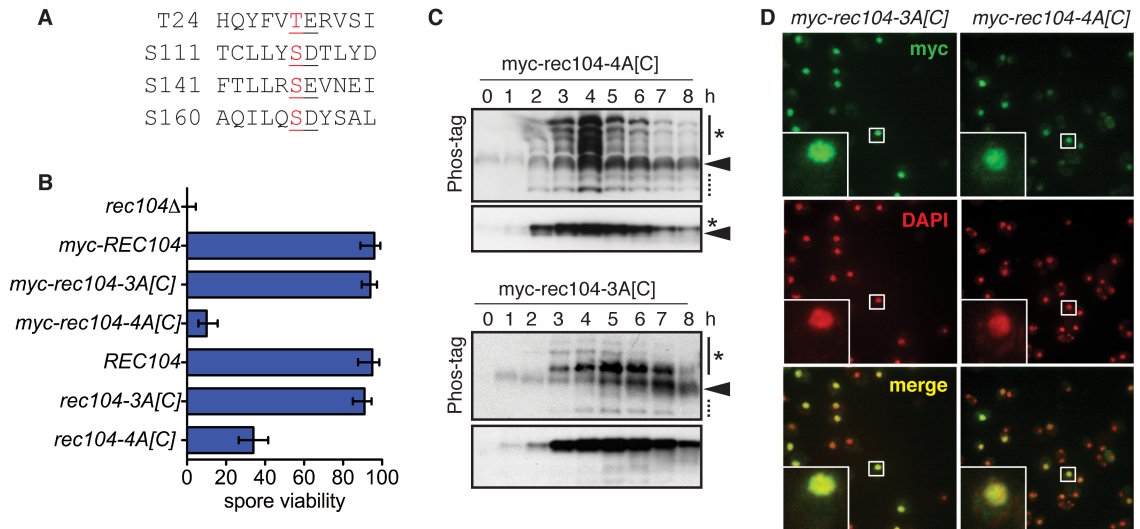 A
T24 HQYFVTERVSI
S111 TCLLYSDTLYD
S141 FTLLRSEVNEI
S160 AQILQSDYSAL
B
rec104Δ
myc-REC104
myc-rec104-3A[C]
myc-rec104-4A[C]
REC104
rec104-3A[C]
rec104-4A[C]
0 20 40 60 80 100
spore viability
C
myc-rec104-4A[C]
0 1 2 3 4 5 6 7 8 h
Phos-tag
*
*
myc-rec104-3A[C]
0 1 2 3 4 5 6 7 8 h
Phos-tag
*
D
myc-rec104-3A[C] myc-rec104-4A[C]
myc
DAPI
merge